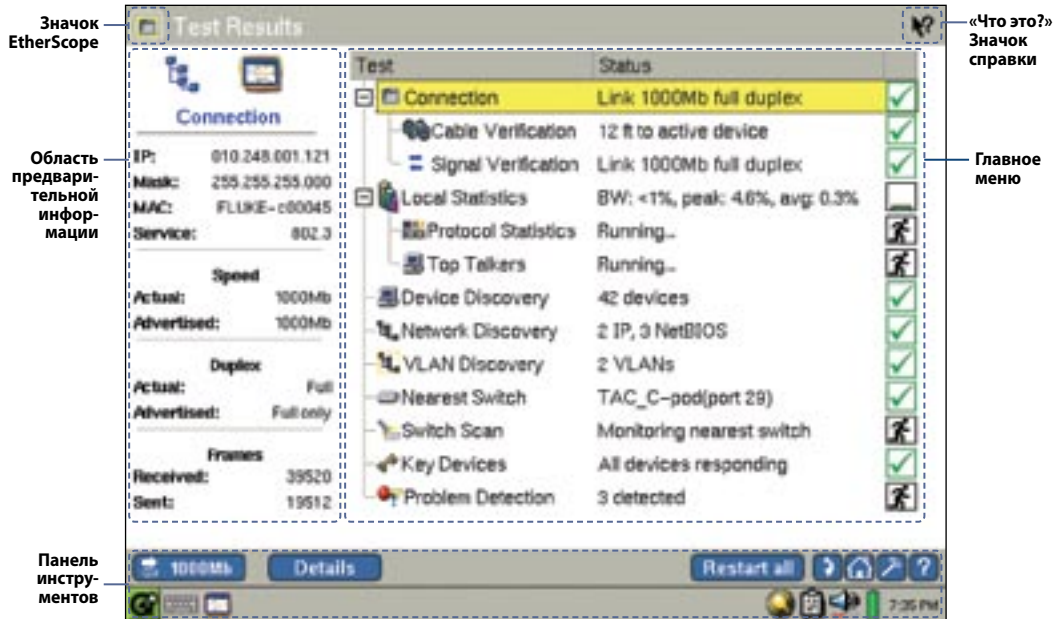 Значок
EtherScope
Test Results
«Что это?»
Значок
справки
Область
предвари-
тельной
инфор-
мации
Connection
IP: 010.248.001.121
Mask: 255.255.255.000
MAC: FLUKE-c00045
Service: 802.3
Speed
Actual: 1000Mb
Advertised: 1000Mb
Duplex
Actual: Full
Advertised: Full only
Frames
Received: 39520
Sent: 19512
Test Status
Connection Link 1000Mb full duplex
Cable Verification 12 ft to active device
Signal Verification Link 1000Mb full duplex
Local Statistics BW: <1%, peak: 4.6%, avg: 0.3%
Protocol Statistics Running...
Top Talkers Running...
Device Discovery 42 devices
Network Discovery 2 IP, 3 NetBIOS
VLAN Discovery 2 VLANs
Nearest Switch TAC_C-pod(port 29)
Switch Scan Monitoring nearest switch
Key Devices All devices responding
Problem Detection 3 detected
Главное
меню
Панель
инстру-
ментов
1000Mb Details Restart all ?
7:35 PM